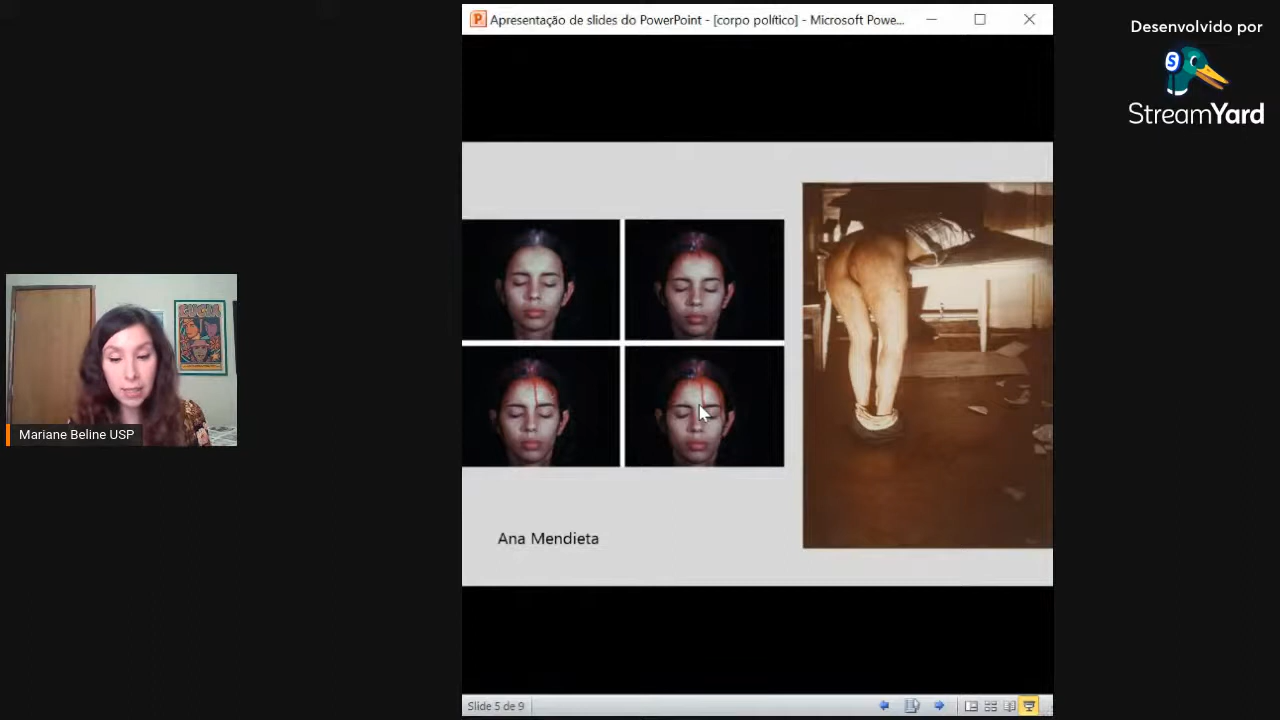 Apresentação de slides do PowerPoint - [corpo político] - Microsoft Powe...
Desenvolvido por
S
StreamYard
Mariane Beline USP
Ana Mendieta
Slide 5 de 9